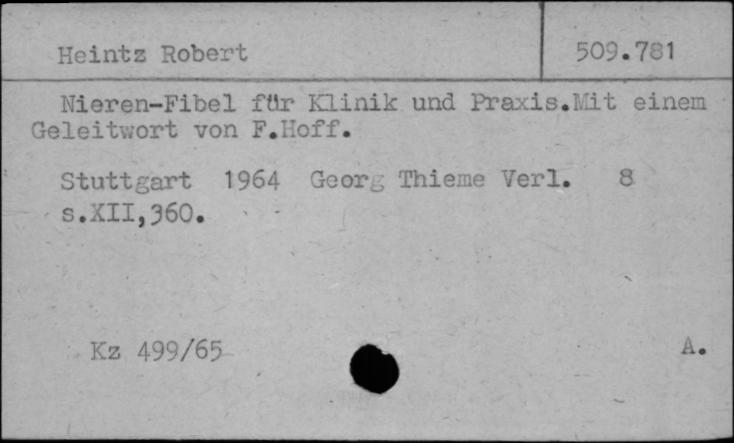 Heintz Robert 509.781
Nieren-Fibel für Klinik und Praxis.Mit einem
Geleitwort von F.Hoff.
Stuttgart 1964 Georg Thieme Verl. 8
s.XII,360.
Kz 499/65 A.